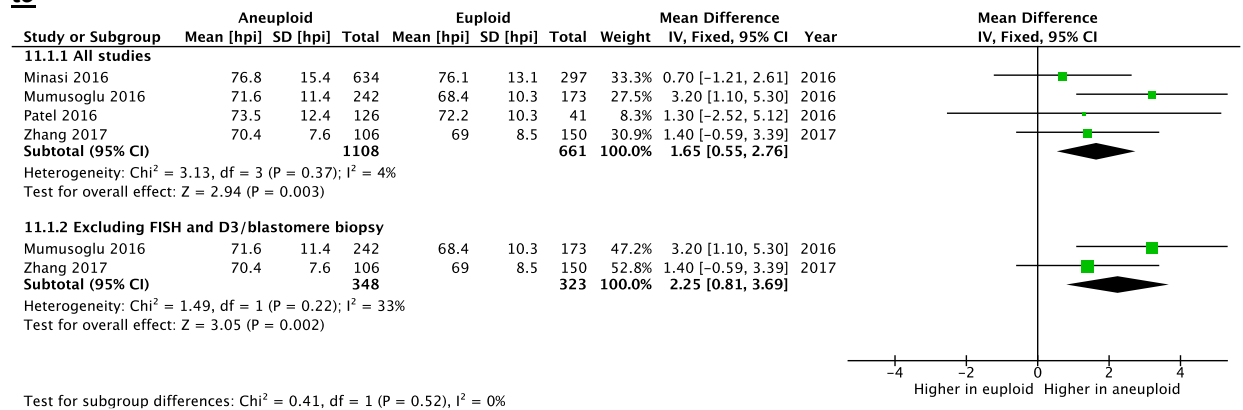 Aneuploid Euploid Mean Difference Mean Difference
Study or Subgroup Mean [hpi] SD [hpi] Total Mean [hpi] SD [hpi] Total Weight IV, Fixed, 95% CI Year IV, Fixed, 95% CI
11.1.1 All studies
Minasi 2016 76.8 15.4 634 76.1 13.1 297 33.3% 0.70 [-1.21, 2.61] 2016
Mumusoglu 2016 71.6 11.4 242 68.4 10.3 173 27.5% 3.20 [1.10, 5.30] 2016
Patel 2016 73.5 12.4 126 72.2 10.3 41 8.3% 1.30 [-2.52, 5.12] 2016
Zhang 2017 70.4 7.6 106 69 8.5 150 30.9% 1.40 [-0.59, 3.39] 2017
Subtotal (95% CI) 1108 661 100.0% 1.65 [0.55, 2.76]
Heterogeneity: Chi² = 3.13, df = 3 (P = 0.37); I² = 4%
Test for overall effect: Z = 2.94 (P = 0.003)
11.1.2 Excluding FISH and D3/blastomere biopsy
Mumusoglu 2016 71.6 11.4 242 68.4 10.3 173 47.2% 3.20 [1.10, 5.30] 2016
Zhang 2017 70.4 7.6 106 69 8.5 150 52.8% 1.40 [-0.59, 3.39] 2017
Subtotal (95% CI) 348 323 100.0% 2.25 [0.81, 3.69]
Heterogeneity: Chi² = 1.49, df = 1 (P = 0.22); I² = 33%
Test for overall effect: Z = 3.05 (P = 0.002)
-4 -2 0 2 4
Higher in euploid Higher in aneuploid
Test for subgroup differences: Chi² = 0.41, df = 1 (P = 0.52), I² = 0%